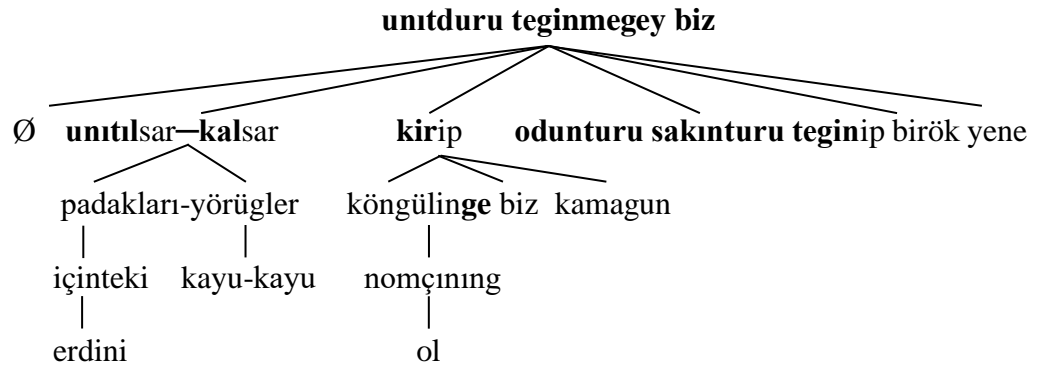 unıtduru teginmegey biz
Ø unıtılsar─kalsar kirip odunturu sakınturu teginip birök yene
padakları-yörügler köngülinge biz kamagun
içinteki kayu-kayu nomçınıng
erdini ol